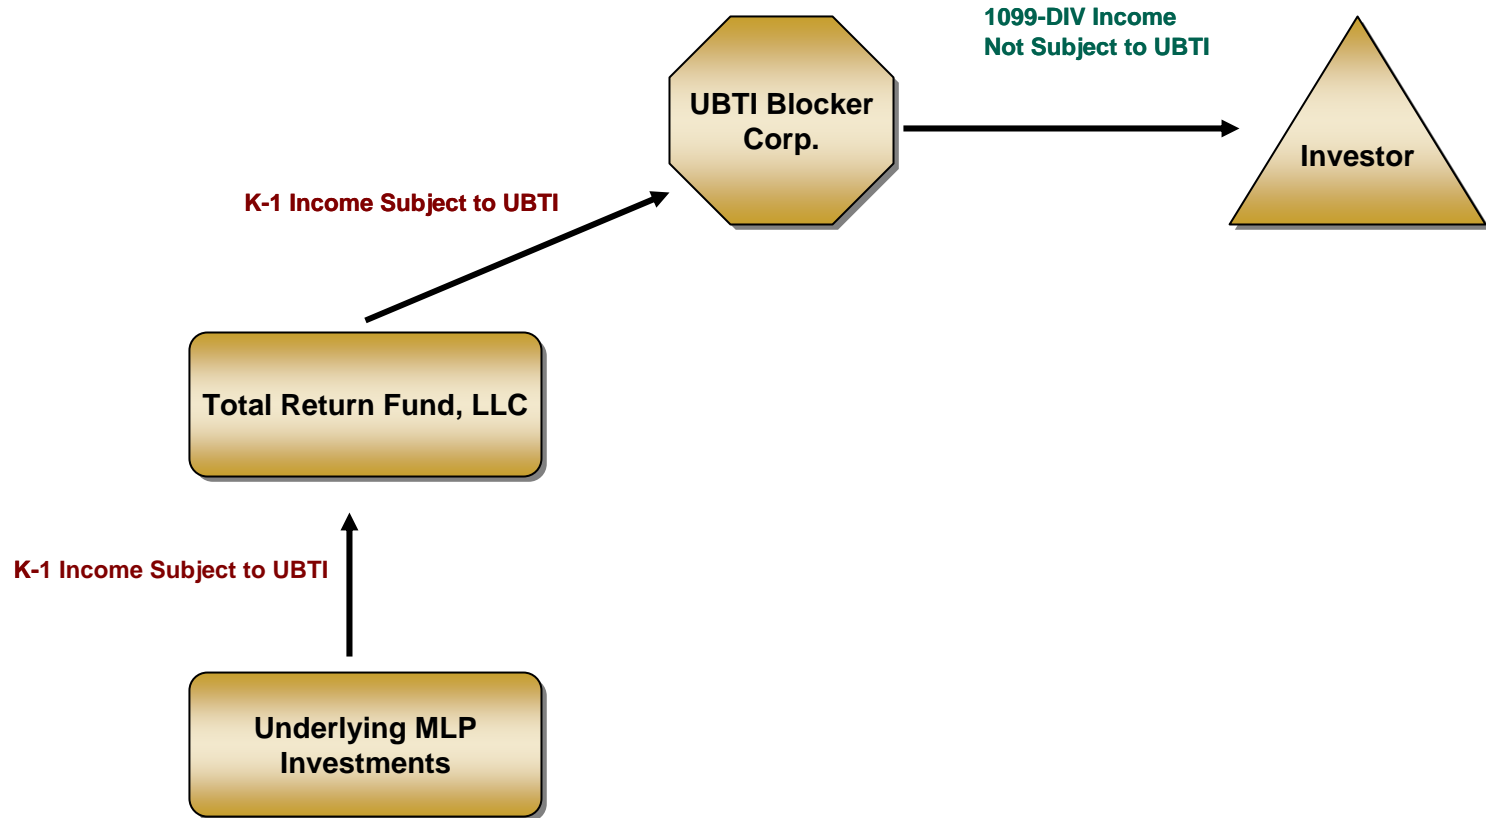 1099-DIV Income
Not Subject to UBTI
UBTI Blocker
Corp.
Investor
K-1 Income Subject to UBTI
Total Return Fund, LLC
K-1 Income Subject to UBTI
Underlying MLP
Investments